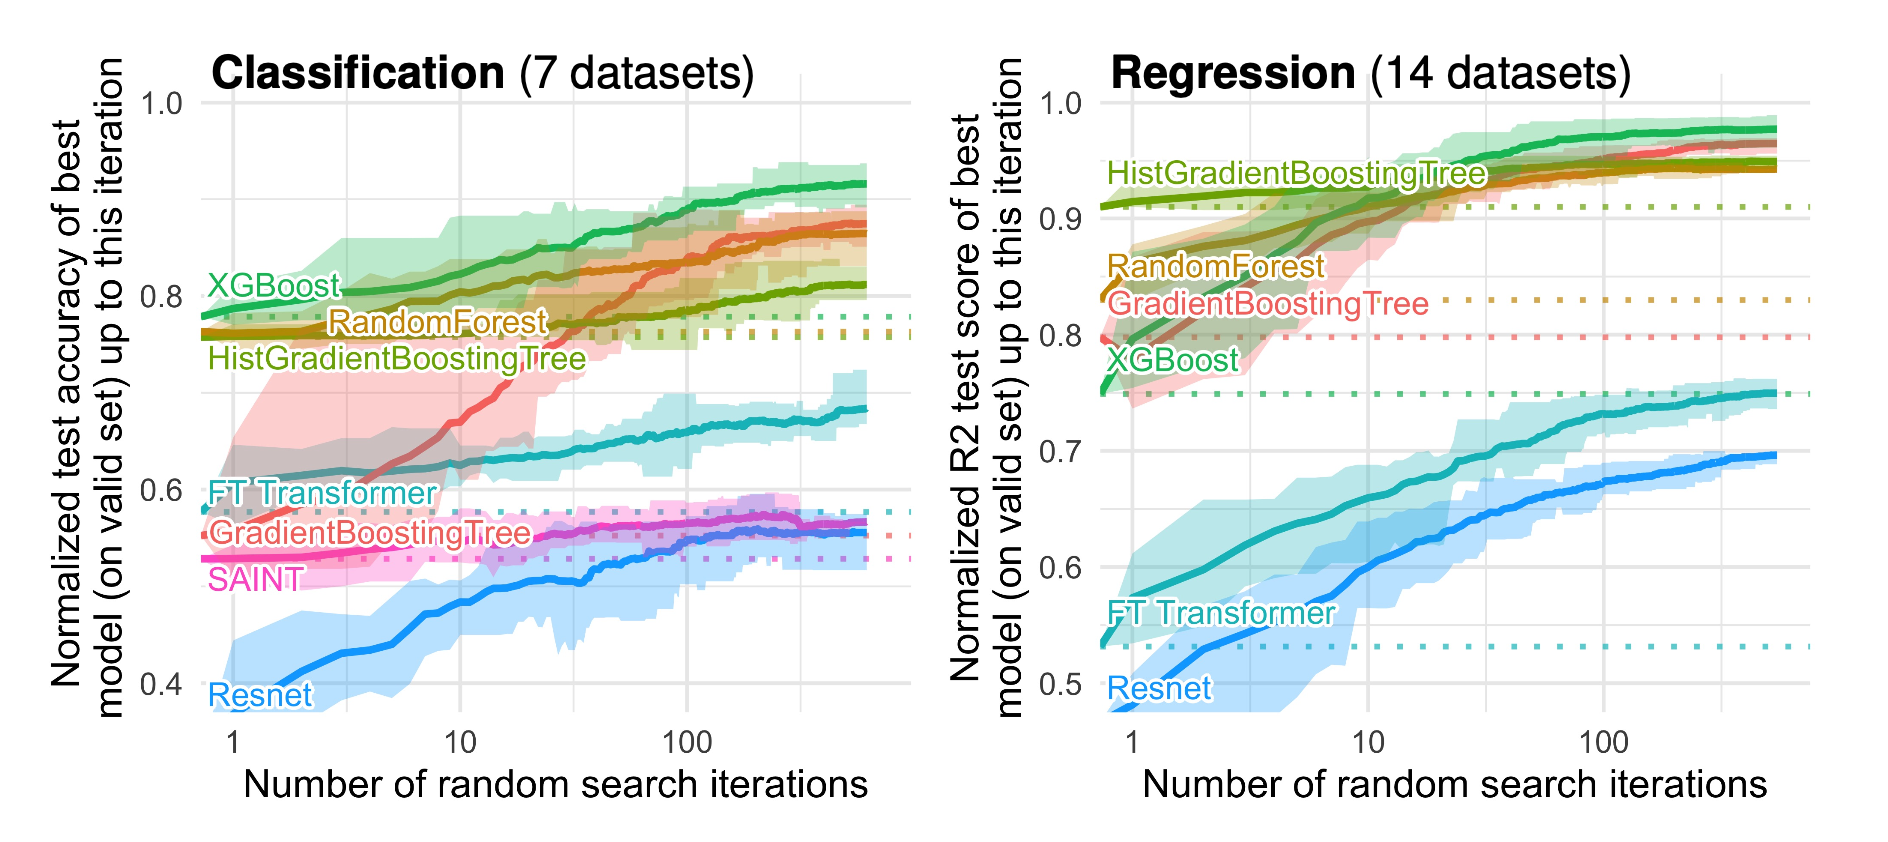 Classification (7 datasets)
Normalized test accuracy of best
model (on valid set) up to this iteration
1.0
0.8
0.6
0.4
XGBoost
RandomForest
HistGradientBoostingTree
FT Transformer
GradientBoostingTree
SAINT
Resnet
1
10
100
Number of random search iterations
Regression (14 datasets)
Normalized R2 test score of best
model (on valid set) up to this iteration
1.0
0.9
0.8
0.7
0.6
0.5
HistGradientBoostingTree
RandomForest
GradientBoostingTree
XGBoost
FT Transformer
Resnet
1
10
100
Number of random search iterations